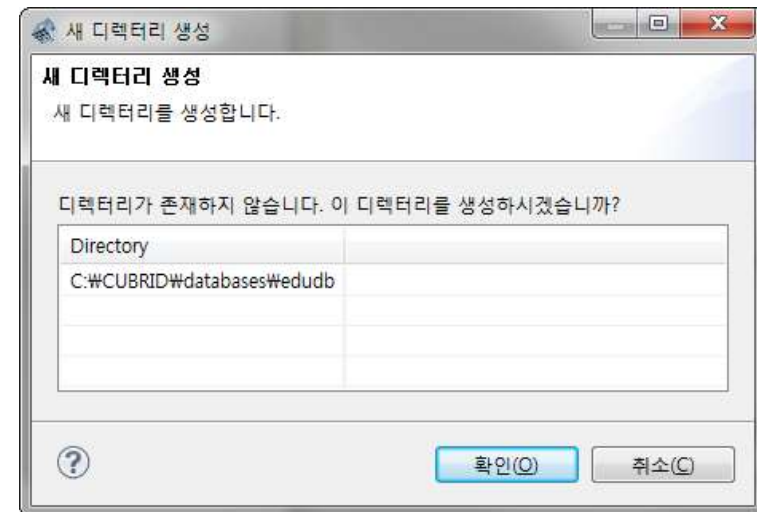 새 디렉터리 생성
새 디렉터리 생성
새 디렉터리를 생성합니다.
디렉터리가 존재하지 않습니다. 이 디렉터리를 생성하시겠습니까?
Directory
C:₩CUBRID₩databases₩edudb
?
확인(O)
취소(C)